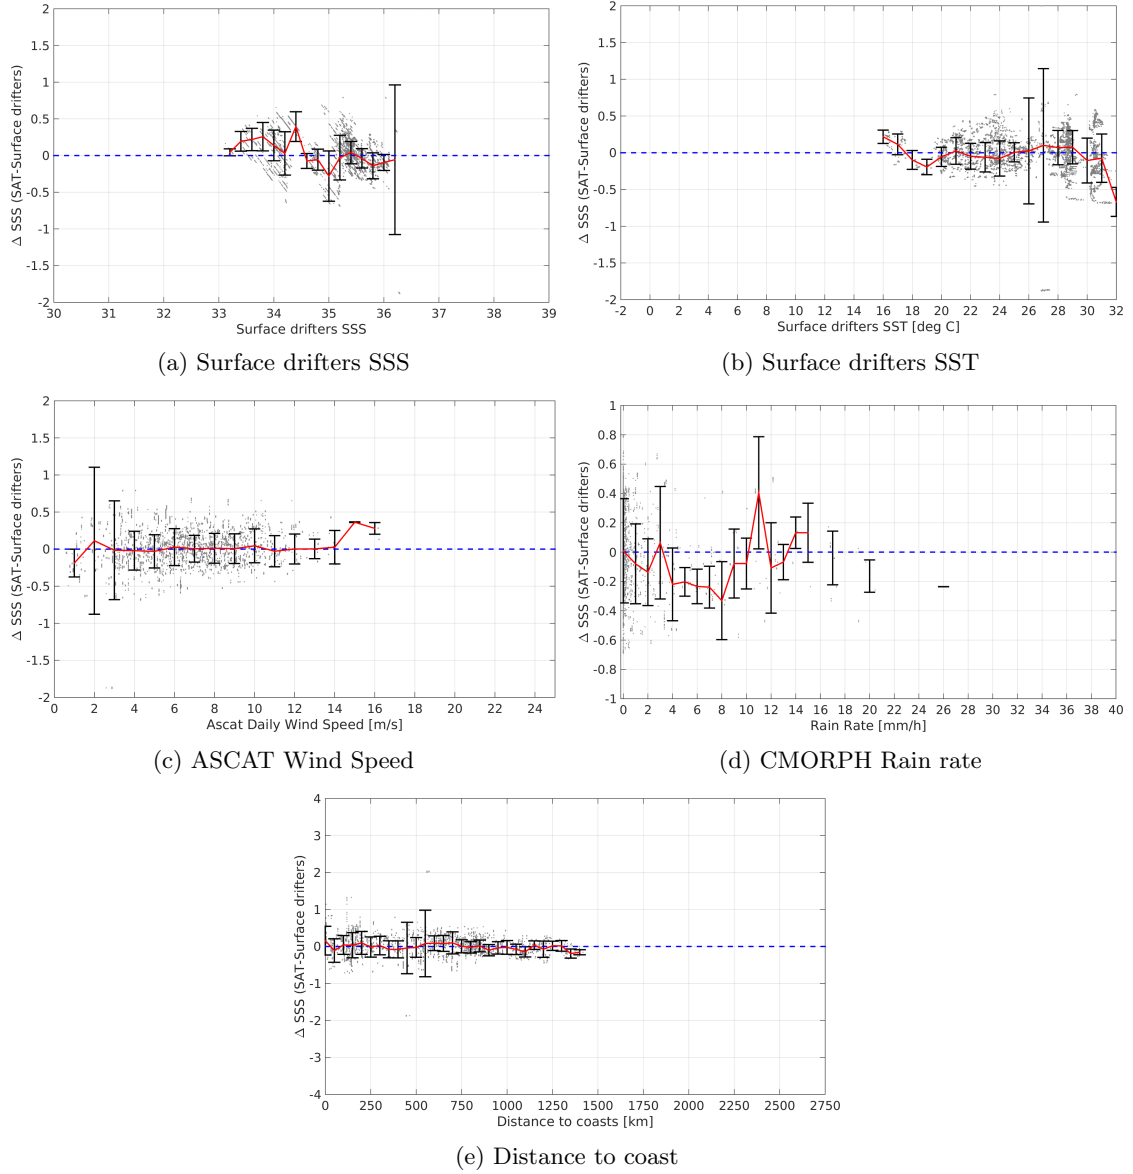 2
1.5
1
0.5
0
-0.5
-1
-1.5
-2
Δ SSS (SAT-Surface drifters)
30 31 32 33 34 35 36 37 38 39
Surface drifters SSS
(a) Surface drifters SSS
2
1.5
1
0.5
0
-0.5
-1
-1.5
-2
Δ SSS (SAT-Surface drifters)
-2 0 2 4 6 8 10 12 14 16 18 20 22 24 26 28 30 32
Surface drifters SST [deg C]
(b) Surface drifters SST
2
1.5
1
0.5
0
-0.5
-1
-1.5
-2
Δ SSS (SAT-Surface drifters)
0 2 4 6 8 10 12 14 16 18 20 22 24
Ascat Daily Wind Speed [m/s]
(c) ASCAT Wind Speed
1
0.8
0.6
0.4
0.2
0
-0.2
-0.4
-0.6
-0.8
-1
Δ SSS (SAT-Surface drifters)
0 2 4 6 8 10 12 14 16 18 20 22 24 26 28 30 32 34 36 38 40
Rain Rate [mm/h]
(d) CMORPH Rain rate
4
3
2
1
0
-1
-2
-3
-4
Δ SSS (SAT-Surface drifters)
0 250 500 750 1000 1250 1500 1750 2000 2250 2500 2750
Distance to coasts [km]
(e) Distance to coast